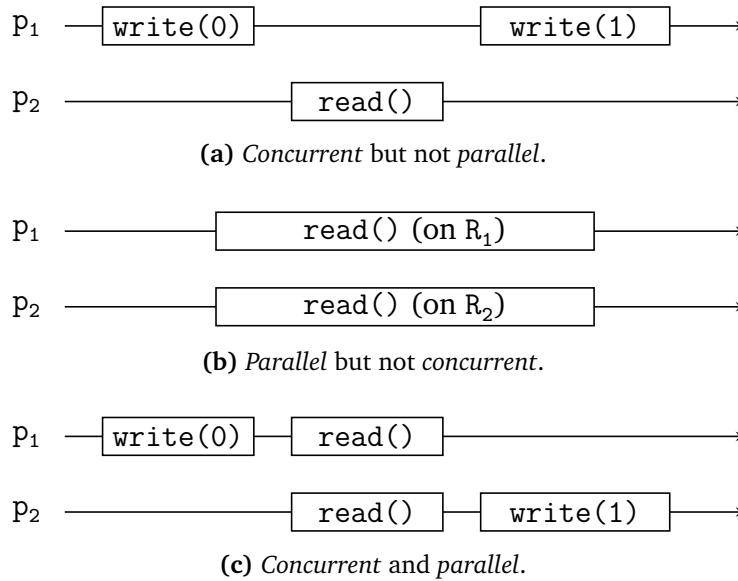 p₁ write(0) write(1)
p₂ read()
(a) Concurrent but not parallel.
p₁ read() (on R₁)
p₂ read() (on R₂)
(b) Parallel but not concurrent.
p₁ write(0) read()
p₂ read() write(1)
(c) Concurrent and parallel.